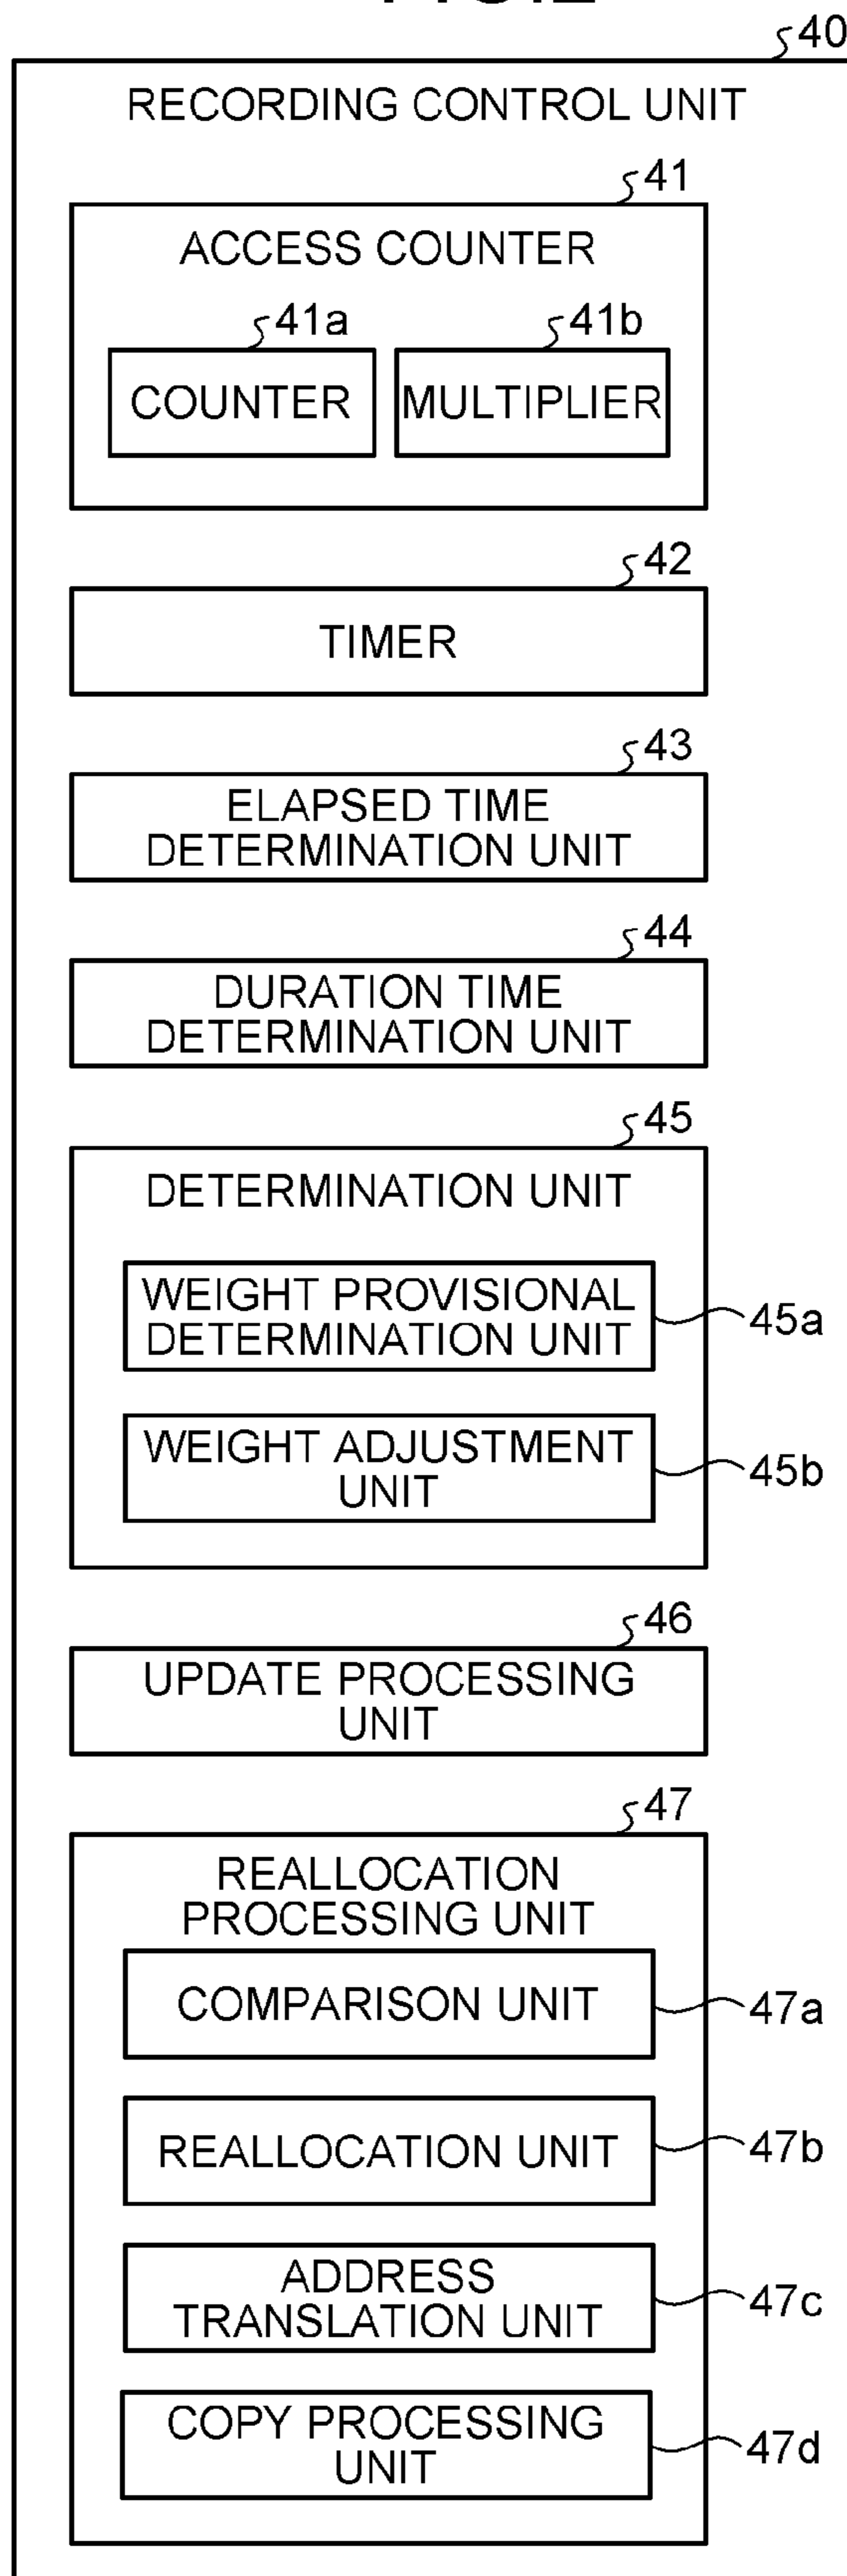 40
RECORDING CONTROL UNIT
41
ACCESS COUNTER
41a
41b
COUNTER
MULTIPLIER
42
TIMER
43
ELAPSED TIME
DETERMINATION UNIT
44
DURATION TIME
DETERMINATION UNIT
45
DETERMINATION UNIT
WEIGHT PROVISIONAL
DETERMINATION UNIT
45a
WEIGHT ADJUSTMENT
UNIT
45b
46
UPDATE PROCESSING
UNIT
47
REALLOCATION
PROCESSING UNIT
COMPARISON UNIT
47a
REALLOCATION UNIT
47b
ADDRESS
TRANSLATION UNIT
47c
COPY PROCESSING
UNIT
47d